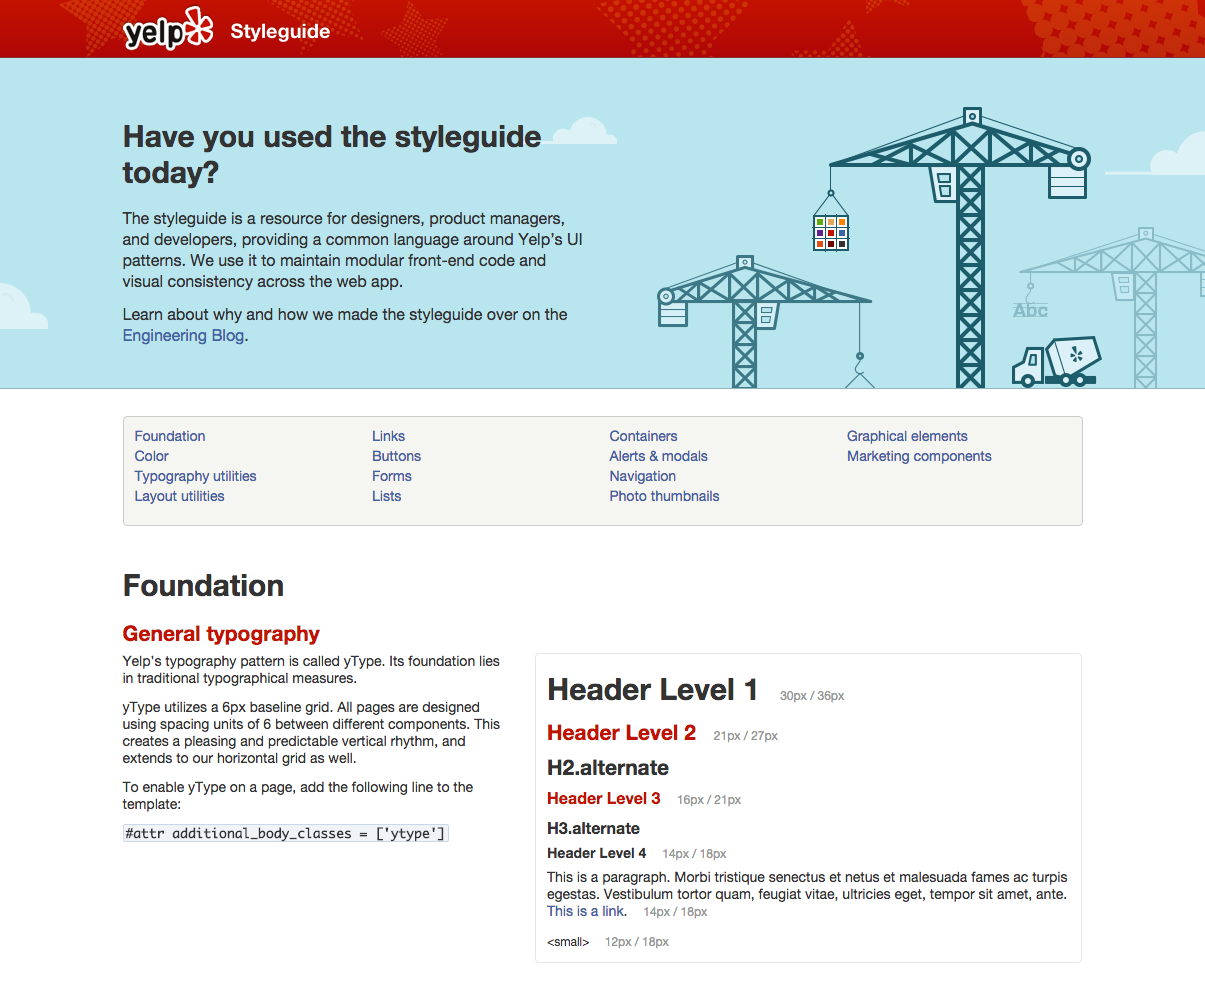 yelp Styleguide
Have you used the styleguide
today?
The styleguide is a resource for designers, product managers,
and developers, providing a common language around Yelp's UI
patterns. We use it to maintain modular front-end code and
visual consistency across the web app.
Learn about why and how we made the styleguide over on the
Engineering Blog.
Abc
Foundation
Color
Typography utilities
Layout utilities
Links
Buttons
Forms
Lists
Containers
Alerts & modals
Navigation
Photo thumbnails
Graphical elements
Marketing components
Foundation
General typography
Yelp's typography pattern is called yType. Its foundation lies
in traditional typographical measures.
yType utilizes a 6px baseline grid. All pages are designed
using spacing units of 6 between different components. This
creates a pleasing and predictable vertical rhythm, and
extends to our horizontal grid as well.
To enable yType on a page, add the following line to the
template:
#attr additional_body_classes = ['ytype']
Header Level 1 30px / 36px
Header Level 2 21px / 27px
H2.alternate
Header Level 3 16px / 21px
H3.alternate
Header Level 4 14px / 18px
This is a paragraph. Morbi tristique senectus et netus et malesuada fames ac turpis
egestas. Vestibulum tortor quam, feugiat vitae, ultricies eget, tempor sit amet, ante.
This is a link. 14px / 18px
<small> 12px / 18px